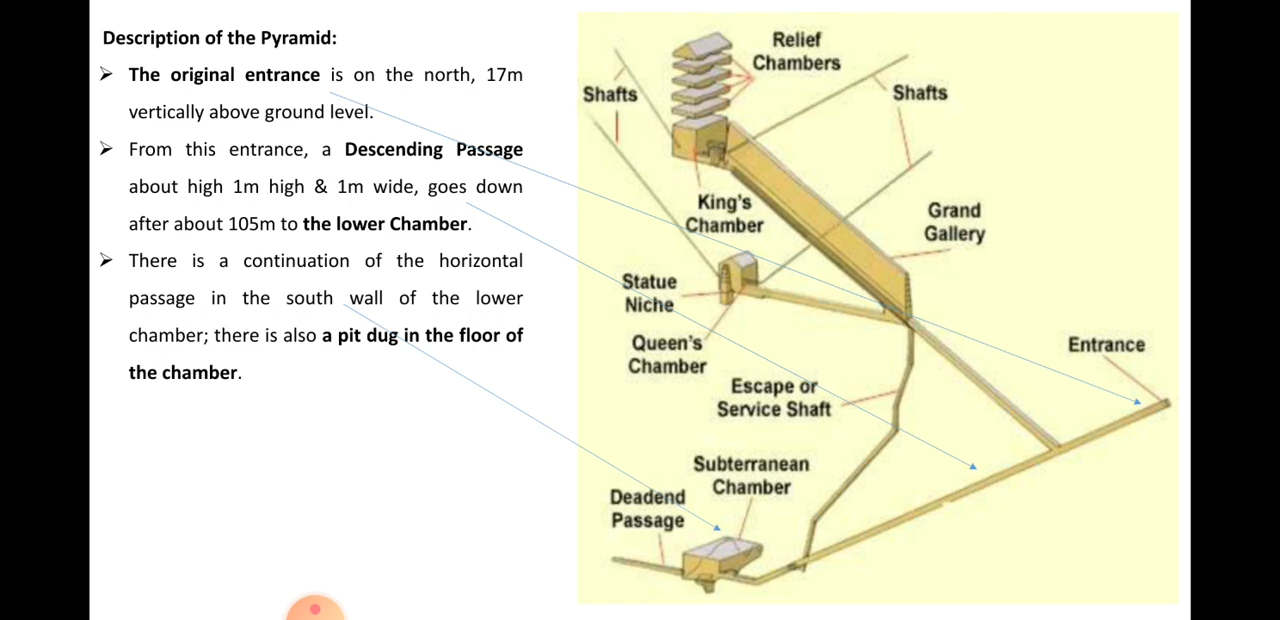 Description of the Pyramid:
➢ The original entrance is on the north, 17m
vertically above ground level.
➢ From this entrance, a Descending Passage
about high 1m high & 1m wide, goes down
after about 105m to the lower Chamber.
➢ There is a continuation of the horizontal
passage in the south wall of the lower
chamber; there is also a pit dug in the floor of
the chamber.
Relief
Chambers
Shafts
Shafts
King's
Chamber
Grand
Gallery
Statue
Niche
Queen's
Chamber
Entrance
Escape or
Service Shaft
Subterranean
Chamber
Deadend
Passage